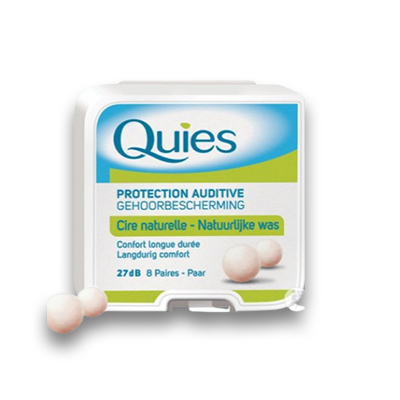 Quies
PROTECTION AUDITIVE
GEHOORBESCHERMING
Cire naturelle - Natuurlijke was
Confort longue durée
Langdurig comfort
27dB 8 Paires - Paar